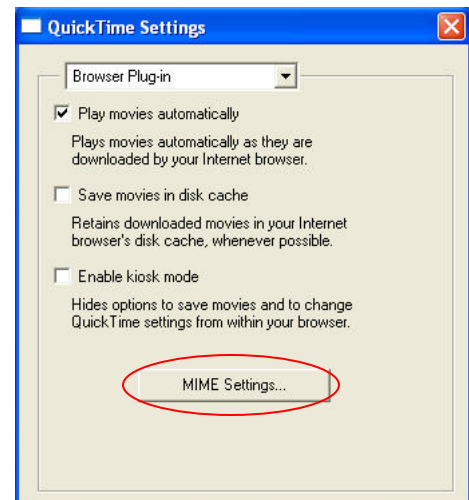 QuickTime Settings
Browser Plug-in
Play movies automatically
Plays movies automatically as they are
downloaded by your Internet browser.
Save movies in disk cache
Retains downloaded movies in your Internet
browser's disk cache, whenever possible.
Enable kiosk mode
Hides options to save movies and to change
QuickTime settings from within your browser.
MIME Settings...